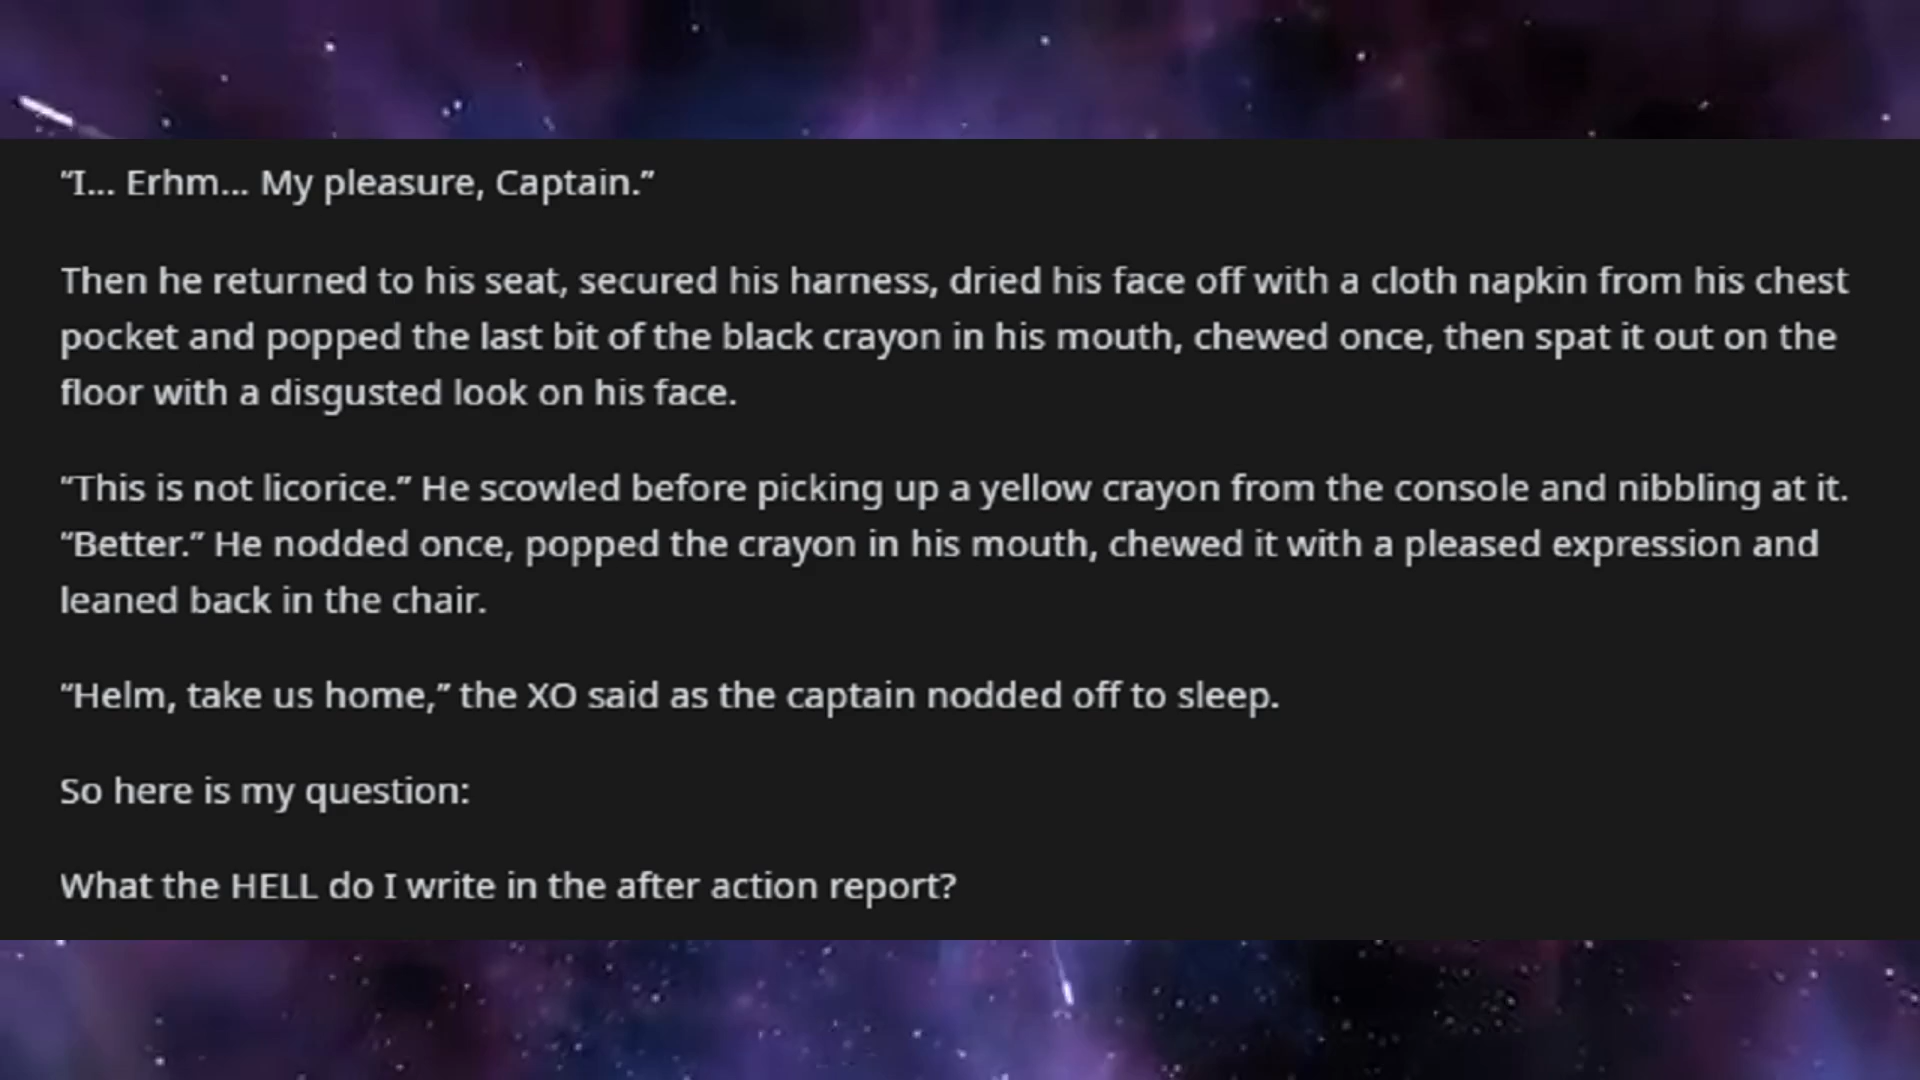 “I... Erhm... My pleasure, Captain.”
Then he returned to his seat, secured his harness, dried his face off with a cloth napkin from his chest
pocket and popped the last bit of the black crayon in his mouth, chewed once, then spat it out on the
floor with a disgusted look on his face.
“This is not licorice.” He scowled before picking up a yellow crayon from the console and nibbling at it.
“Better.” He nodded once, popped the crayon in his mouth, chewed it with a pleased expression and
leaned back in the chair.
“Helm, take us home,” the XO said as the captain nodded off to sleep.
So here is my question:
What the HELL do I write in the after action report?